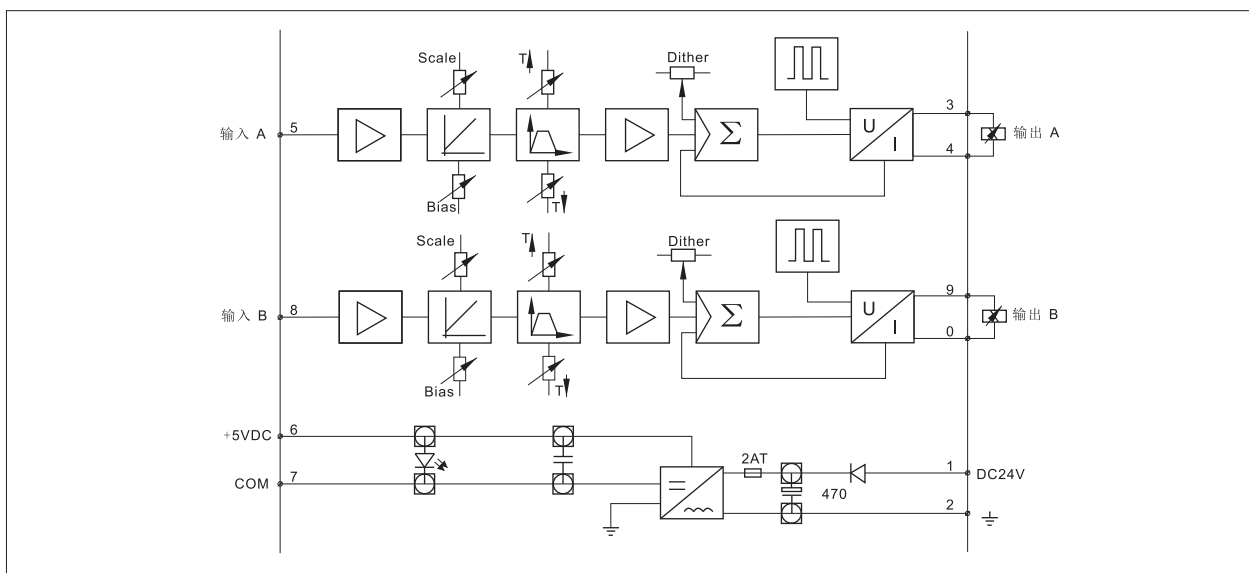 Scale
T
Dither
输入 A
5
U
I
Σ
3
4
输出 A
Bias
T
Scale
T
Dither
输入 B
8
Σ
U
I
9
0
输出 B
Bias
T
+5VDC
6
COM
7
2AT
470
1
DC24V
2